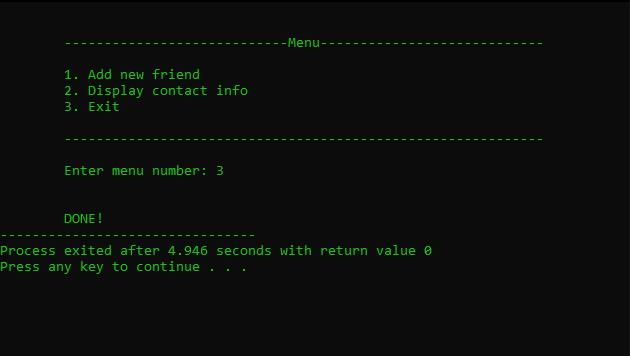 ----------------------------Menu----------------------------
1. Add new friend
2. Display contact info
3. Exit
------------------------------------------------------------
Enter menu number: 3
DONE!
--------------------------------
Process exited after 4.946 seconds with return value 0
Press any key to continue . . .